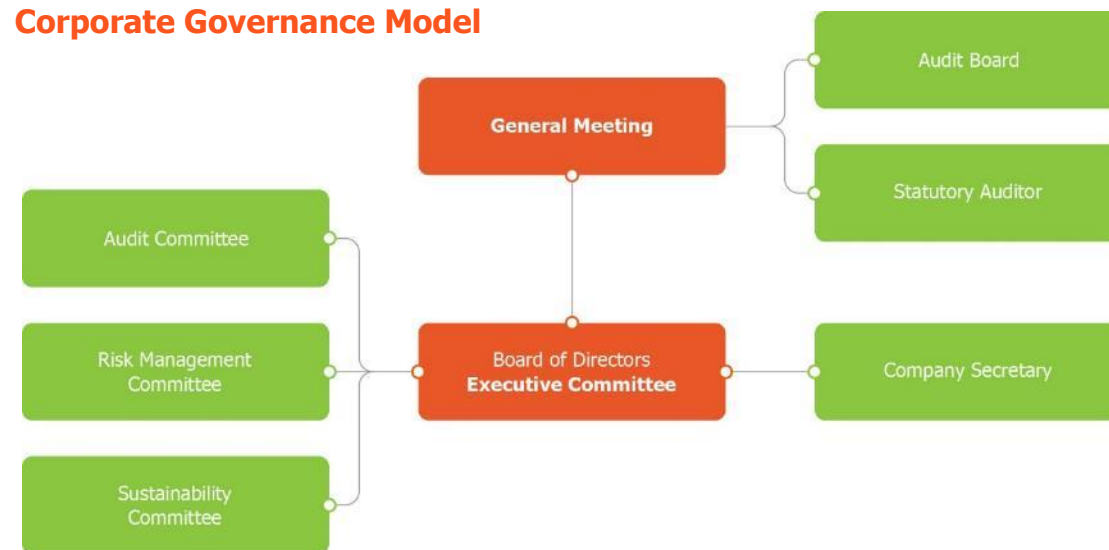 Corporate Governance Model
Audit Board
General Meeting
Statutory Auditor
Audit Committee
Risk Management
Committee
Board of Directors
Executive Committee
Company Secretary
Sustainability
Committee